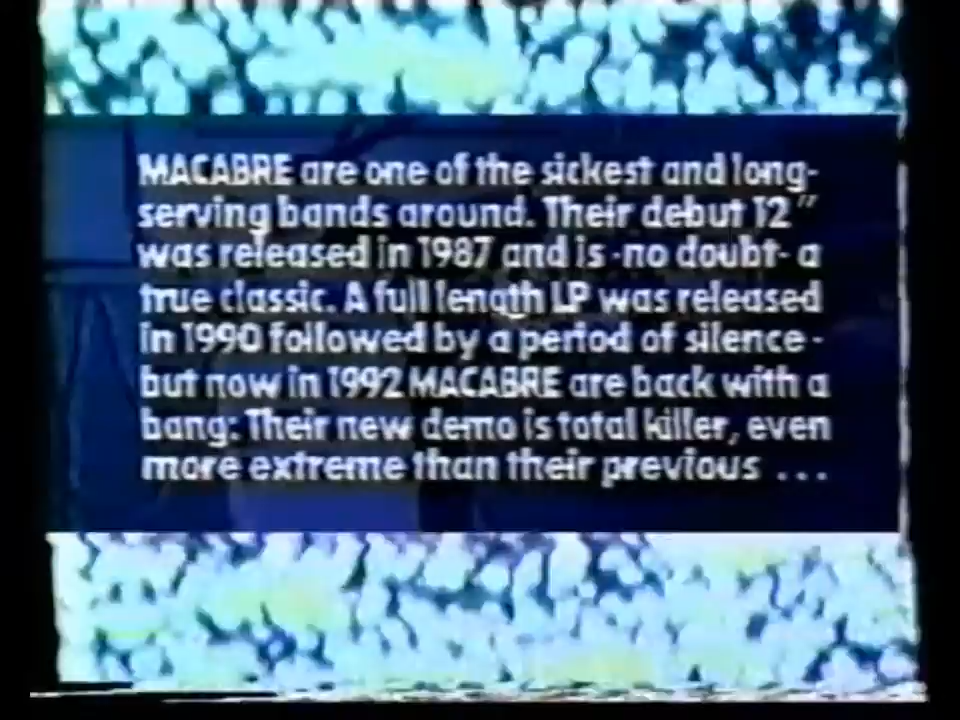 MACABRE are one of the sickest and long-
serving bands around. Their debut 12"
was released in 1987 and is -no doubt- a
true classic. A full length LP was released
in 1990 followed by a period of silence -
but now in 1992 MACABRE are back with a
bang: Their new demo is total killer, even
more extreme than their previous ...